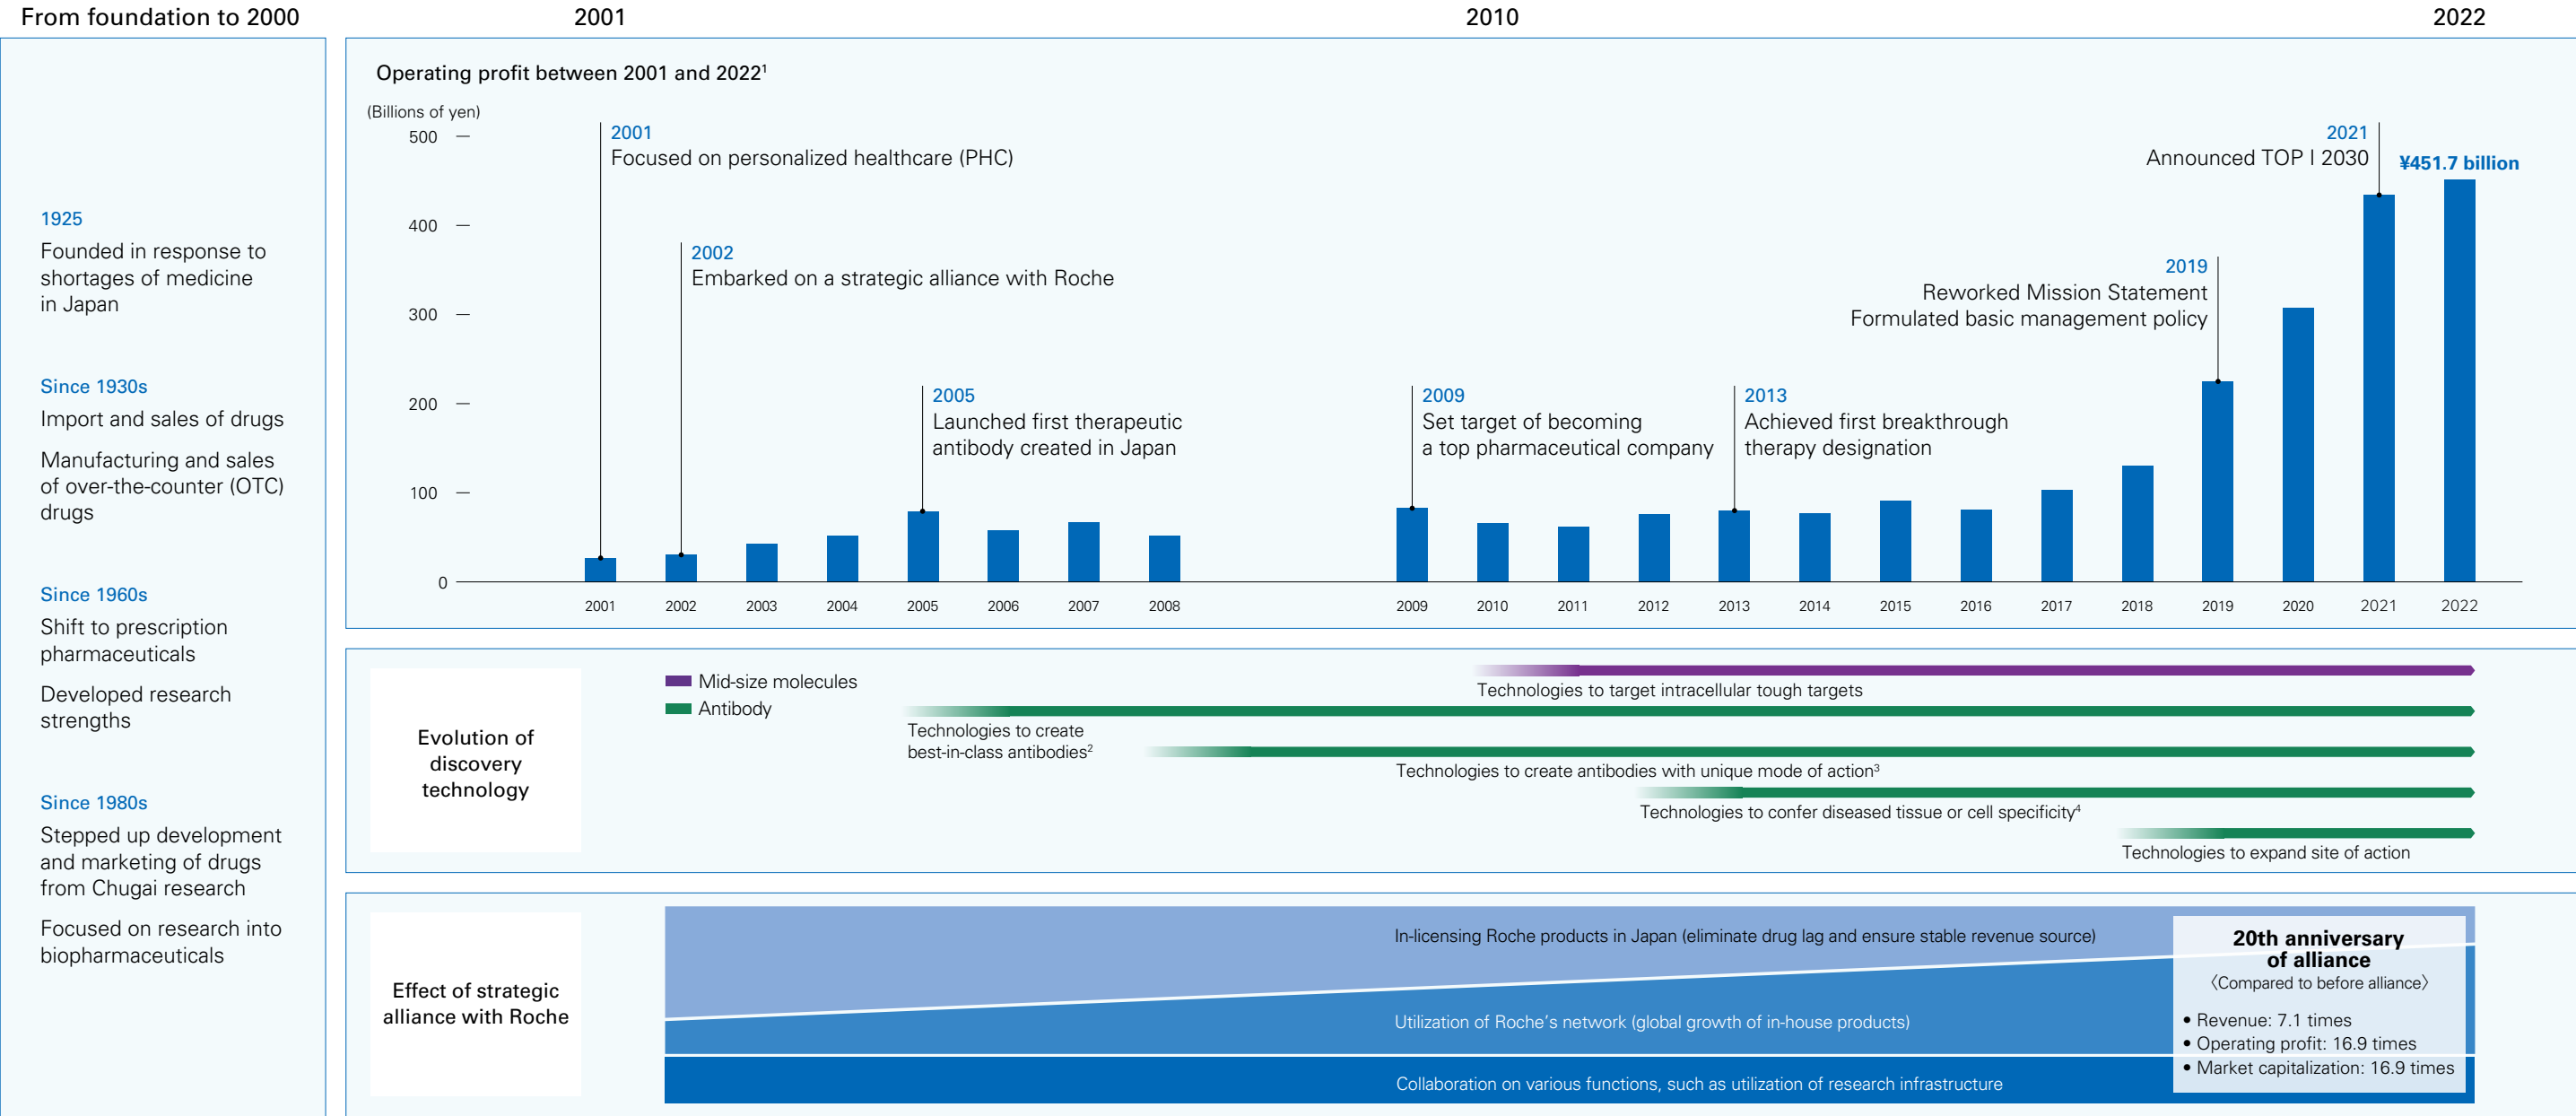 From foundation to 2000
2001
2010
2022
1925
Founded in response to
shortages of medicine
in Japan
Since 1930s
Import and sales of drugs
Manufacturing and sales
of over-the-counter (OTC)
drugs
Since 1960s
Shift to prescription
pharmaceuticals
Developed research
strengths
Since 1980s
Stepped up development
and marketing of drugs
from Chugai research
Focused on research into
biopharmaceuticals
Operating profit between 2001 and 2022¹
(Billions of yen)
500
400
300
200
100
0
2001
Focused on personalized healthcare (PHC)
2002
Embarked on a strategic alliance with Roche
2005
Launched first therapeutic
antibody created in Japan
2009
Set target of becoming
a top pharmaceutical company
2013
Achieved first breakthrough
therapy designation
2019
Reworked Mission Statement
Formulated basic management policy
2021
Announced TOP I 2030
¥451.7 billion
2001 2002 2003 2004 2005 2006 2007 2008 2009 2010 2011 2012 2013 2014 2015 2016 2017 2018 2019 2020 2021 2022
Evolution of
discovery
technology
Mid-size molecules
Antibody
Technologies to target intracellular tough targets
Technologies to create
best-in-class antibodies²
Technologies to create antibodies with unique mode of action³
Technologies to confer diseased tissue or cell specificity⁴
Technologies to expand site of action
Effect of strategic
alliance with Roche
In-licensing Roche products in Japan (eliminate drug lag and ensure stable revenue source)
Utilization of Roche’s network (global growth of in-house products)
Collaboration on various functions, such as utilization of research infrastructure
20th anniversary
of alliance
〈Compared to before alliance〉
• Revenue: 7.1 times
• Operating profit: 16.9 times
• Market capitalization: 16.9 times